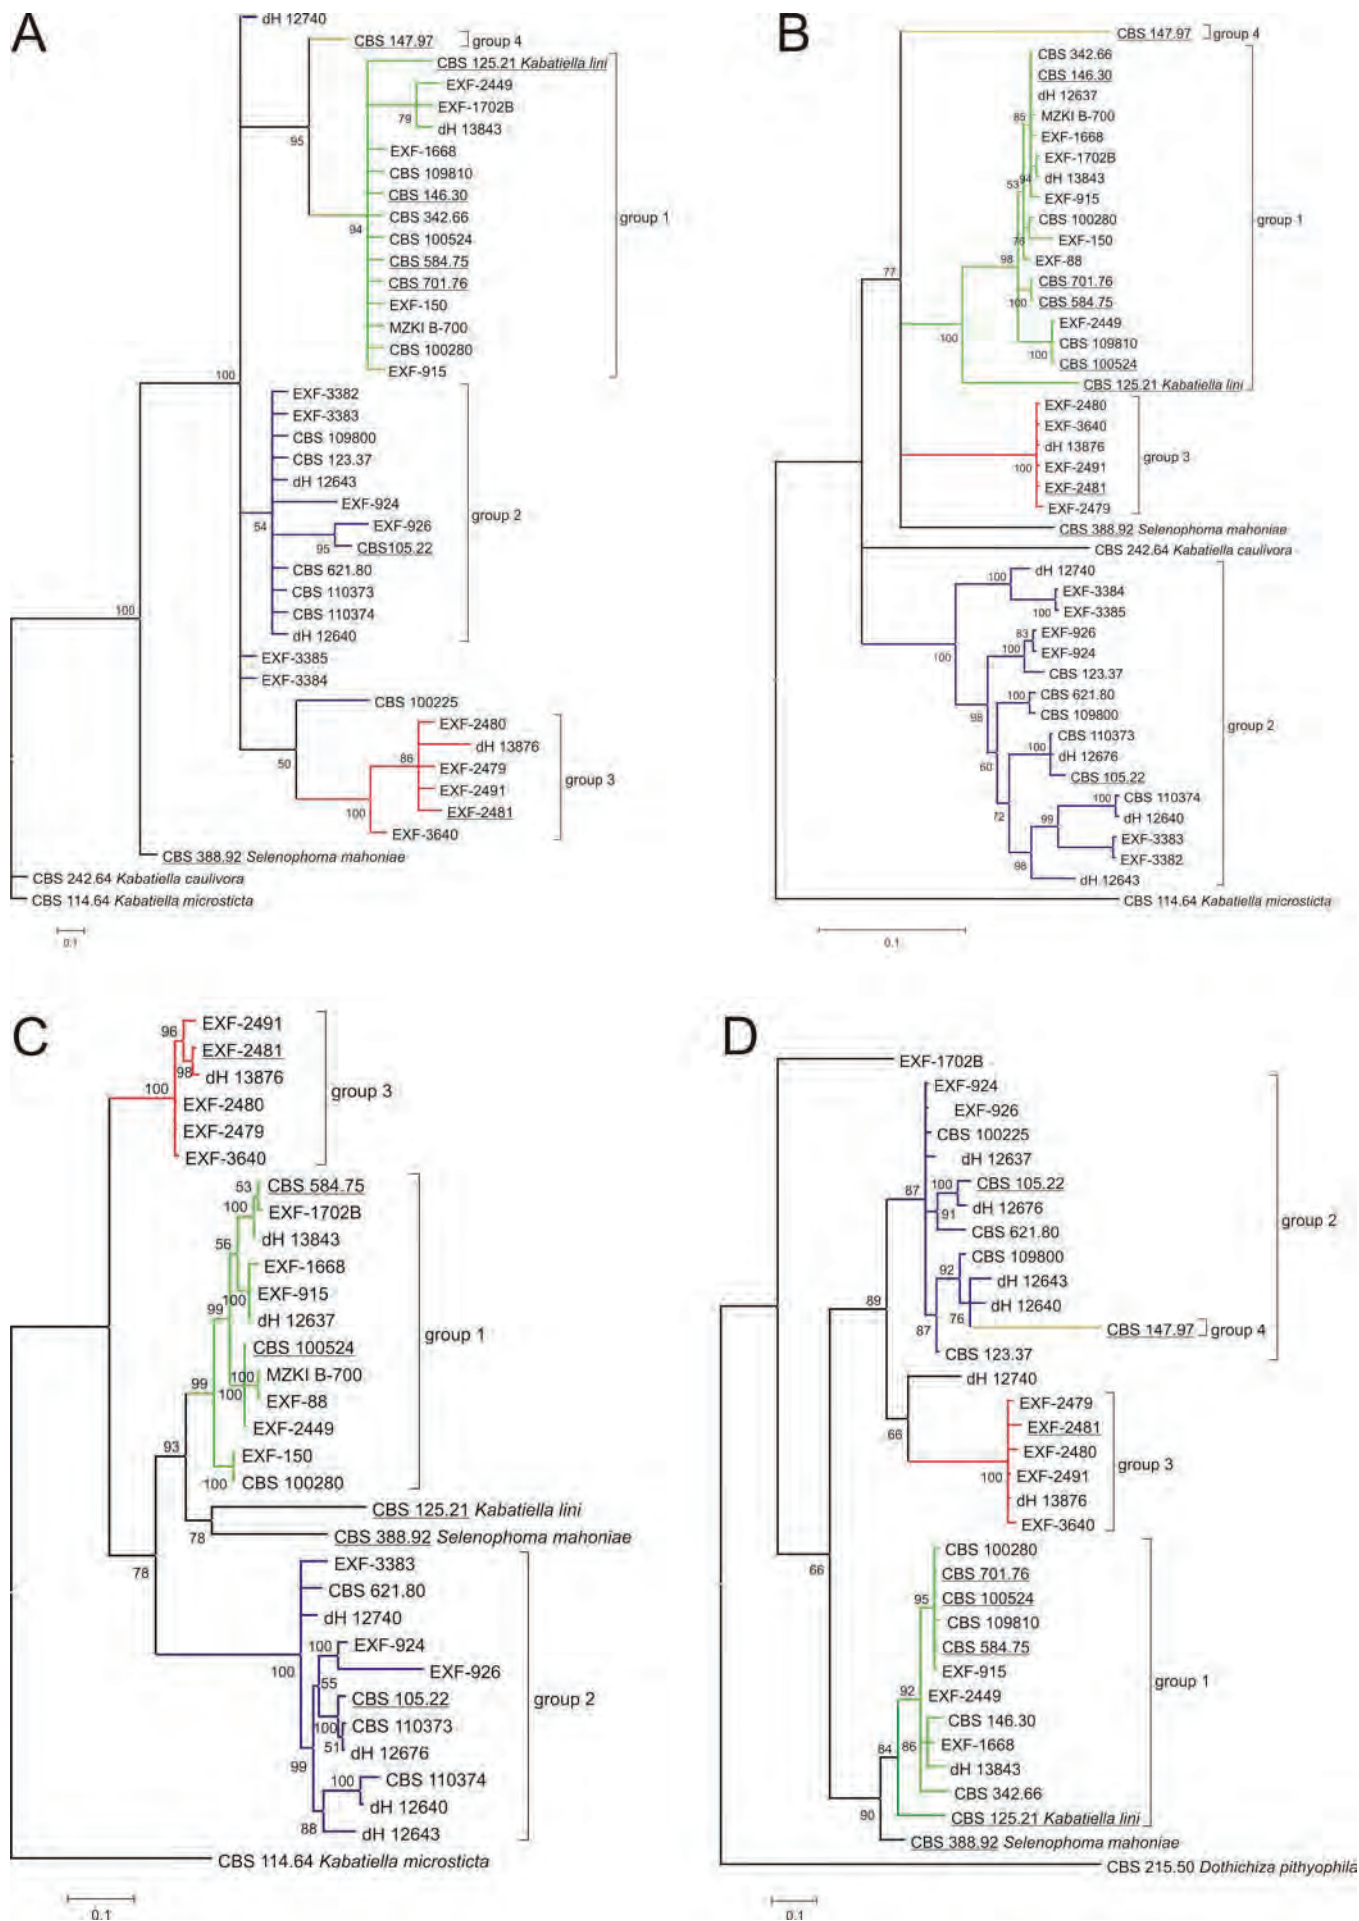 A
dH 12740
CBS 147.97
group 4
CBS 125.21 Kabatiella lini
EXF-2449
EXF-1702B
79
dH 13843
95
EXF-1668
CBS 109810
CBS 146.30
CBS 342.66
group 1
94
CBS 100524
CBS 584.75
CBS 701.76
EXF-150
MZKI B-700
CBS 100280
EXF-915
100
EXF-3382
EXF-3383
CBS 109800
CBS 123.37
dH 12643
EXF-924
group 2
54
EXF-926
95
CBS105.22
CBS 621.80
CBS 110373
100
CBS 110374
dH 12640
EXF-3385
EXF-3384
CBS 100225
EXF-2480
dH 13876
86
EXF-2479
50
group 3
EXF-2491
100
EXF-2481
EXF-3640
CBS 388.92 Selenophoma mahoniae
CBS 242.64 Kabatiella caulivora
CBS 114.64 Kabatiella microsticta
0.1
B
CBS 147.97
group 4
CBS 342.66
CBS 146.30
dH 12637
85
MZKI B-700
EXF-1668
EXF-1702B
94
dH 13843
53
EXF-915
CBS 100280
group 1
76
EXF-150
98
EXF-88
77
CBS 701.76
100
CBS 584.75
EXF-2449
100
CBS 109810
100
CBS 100524
CBS 125.21 Kabatiella lini
EXF-2480
EXF-3640
dH 13876
group 3
100
EXF-2491
EXF-2481
EXF-2479
CBS 388.92 Selenophoma mahoniae
CBS 242.64 Kabatiella caulivora
dH 12740
100
EXF-3384
100
EXF-3385
83
EXF-926
100
EXF-924
100
CBS 123.37
100
CBS 621.80
98
CBS 109800
group 2
CBS 110373
100
dH 12676
60
CBS 105.22
100
CBS 110374
72
99
dH 12640
EXF-3383
98
EXF-3382
dH 12643
CBS 114.64 Kabatiella microsticta
0.1
C
96
EXF-2491
EXF-2481
98
dH 13876
100
group 3
EXF-2480
EXF-2479
EXF-3640
53
CBS 584.75
100
EXF-1702B
56
dH 13843
EXF-1668
100
EXF-915
99
dH 12637
group 1
CBS 100524
100
MZKI B-700
99
100
EXF-88
EXF-2449
93
EXF-150
100
CBS 100280
CBS 125.21 Kabatiella lini
78
CBS 388.92 Selenophoma mahoniae
78
EXF-3383
CBS 621.80
dH 12740
100
EXF-924
100
EXF-926
55
CBS 105.22
group 2
100
CBS 110373
51
dH 12676
99
100
CBS 110374
dH 12640
88
dH 12643
CBS 114.64 Kabatiella microsticta
0.1
D
EXF-1702B
EXF-924
EXF-926
CBS 100225
dH 12637
87
100
CBS 105.22
91
dH 12676
group 2
CBS 621.80
CBS 109800
92
dH 12643
89
dH 12640
76
87
CBS 147.97
group 4
CBS 123.37
dH 12740
EXF-2479
EXF-2481
66
EXF-2480
group 3
100
EXF-2491
dH 13876
EXF-3640
66
CBS 100280
CBS 701.76
95
CBS 100524
CBS 109810
CBS 584.75
EXF-915
group 1
92
EXF-2449
CBS 146.30
84
86
EXF-1668
dH 13843
CBS 342.66
90
CBS 125.21 Kabatiella lini
CBS 388.92 Selenophoma mahoniae
CBS 215.50 Dothichiza pithyophila
0.1